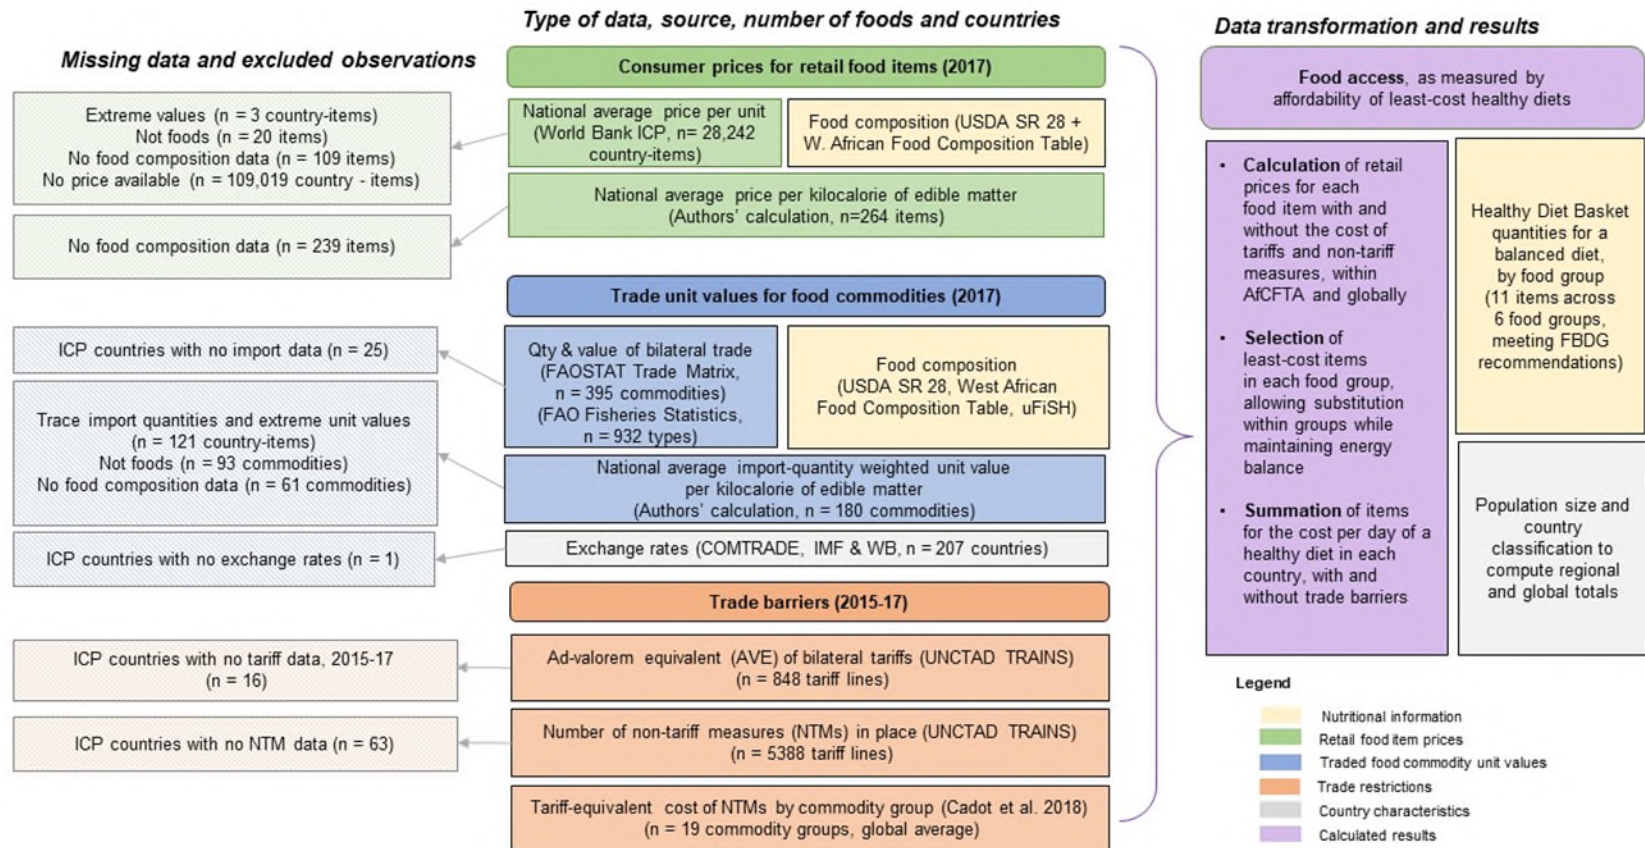 Type of data, source, number of foods and countries
Data transformation and results
Missing data and excluded observations
Extreme values (n = 3 country-items)
Not foods (n = 20 items)
No food composition data (n = 109 items)
No price available (n = 109,019 country - items)
No food composition data (n = 239 items)
ICP countries with no import data (n = 25)
Trace import quantities and extreme unit values
(n = 121 country-items)
Not foods (n = 93 commodities)
No food composition data (n = 61 commodities)
ICP countries with no exchange rates (n = 1)
ICP countries with no tariff data, 2015-17
(n = 16)
ICP countries with no NTM data (n = 63)
Consumer prices for retail food items (2017)
National average price per unit
(World Bank ICP, n= 28,242
country-items)
Food composition (USDA SR 28 +
W. African Food Composition Table)
National average price per kilocalorie of edible matter
(Authors' calculation, n=264 items)
Trade unit values for food commodities (2017)
Qty & value of bilateral trade
(FAOSTAT Trade Matrix,
n = 395 commodities)
(FAO Fisheries Statistics,
n = 932 types)
Food composition
(USDA SR 28, West African
Food Composition Table, uFiSH)
National average import-quantity weighted unit value
per kilocalorie of edible matter
(Authors' calculation, n = 180 commodities)
Exchange rates (COMTRADE, IMF & WB, n = 207 countries)
Trade barriers (2015-17)
Ad-valorem equivalent (AVE) of bilateral tariffs (UNCTAD TRAINS)
(n = 848 tariff lines)
Number of non-tariff measures (NTMs) in place (UNCTAD TRAINS)
n = 5388 tariff lines)
Tariff-equivalent cost of NTMs by commodity group (Cadot et al. 2018)
(n = 19 commodity groups, global average)
Food access, as measured by
affordability of least-cost healthy diets
• Calculation of retail
prices for each
food item with and
without the cost of
tariffs and non-tariff
measures, within
AfCFTA and globally
• Selection of
least-cost items
in each food group,
allowing substitution
within groups while
maintaining energy
balance
• Summation of items
for the cost per day of a
healthy diet in each
country, with and
without trade barriers
Healthy Diet Basket
quantities for a
balanced diet,
by food group
(11 items across
6 food groups,
meeting FBDG
recommendations)
Population size and
country
classification to
compute regional
and global totals
Legend
Nutritional information
Retail food item prices
Traded food commodity unit values
Trade restrictions
Country characteristics
Calculated results